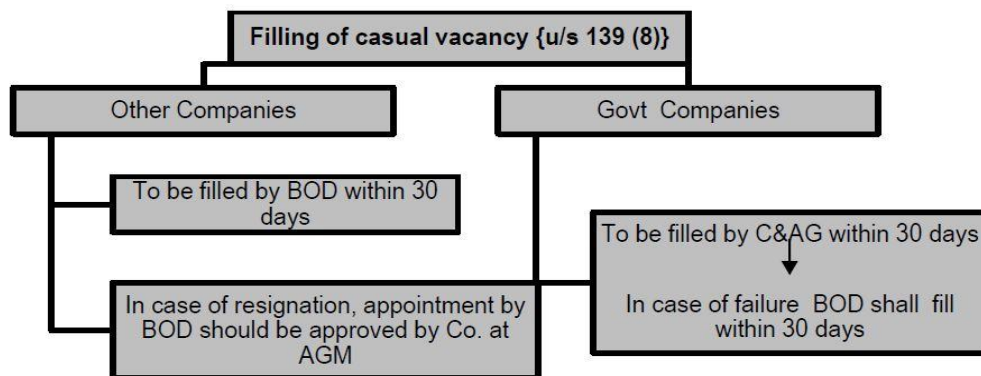 Filling of casual vacancy {u/s 139 (8)}
Other Companies
Govt Companies
To be filled by BOD within 30
days
In case of resignation, appointment by
BOD should be approved by Co. at
AGM
To be filled by C&AG within 30 days
In case of failure BOD shall fill
within 30 days